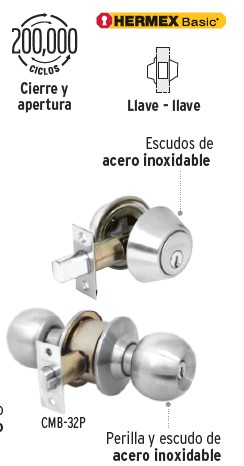 200,000
CICLOS
Cierre y
apertura
HERMEX Basic
Llave - llave
Escudos de
acero inoxidable
CMB-32P
Perilla y escudo de
acero inoxidable